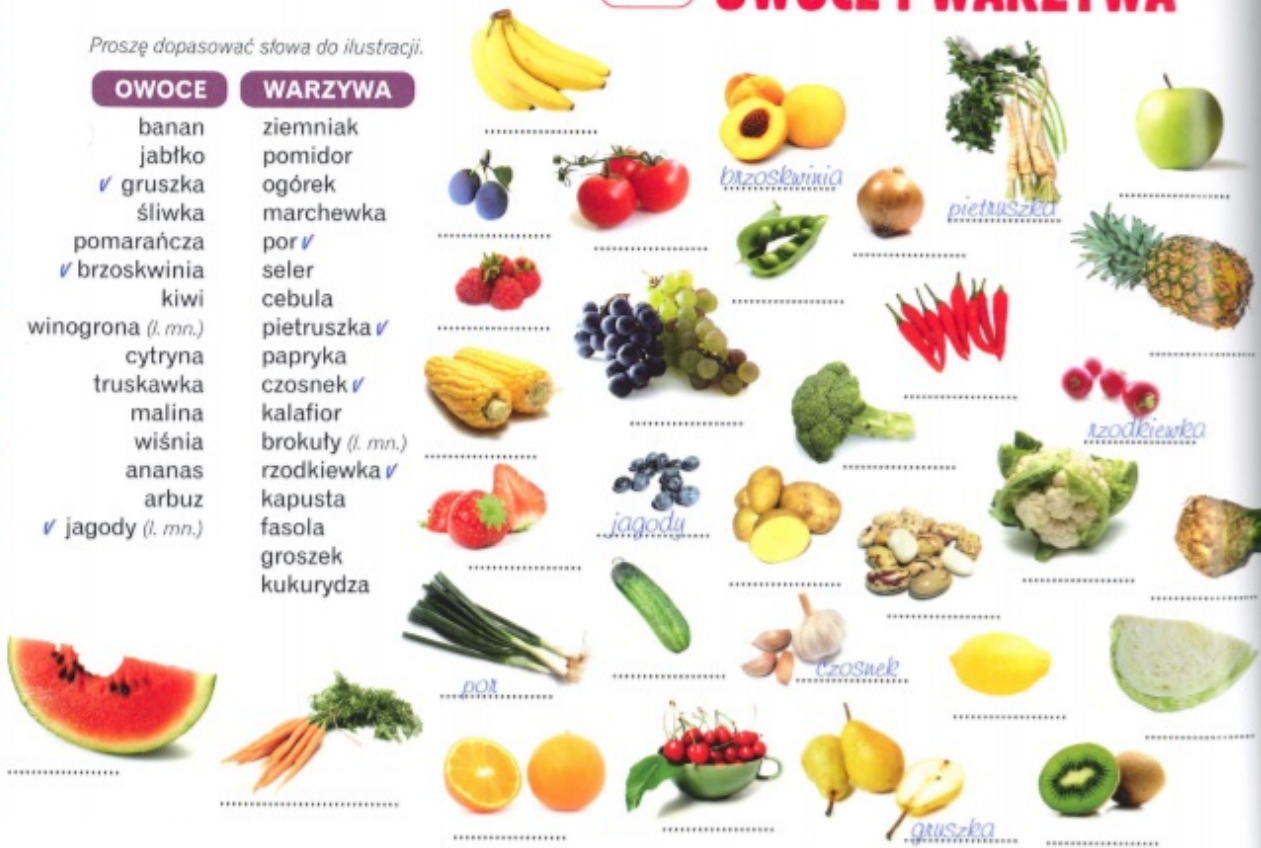 Proszę dopasować słowa do ilustracji.
OWOCE
banan
jabłko
✓ gruszka
śliwka
pomarańcza
✓ brzoskwinia
kiwi
winogrona (l. mn.)
cytryna
truskawka
malina
wiśnia
ananas
arbuz
✓ jagody (l. mn.)
WARZYWA
ziemniak
pomidor
ogórek
marchewka
por ✓
seler
cebula
pietruszka ✓
papryka
czosnek ✓
kalafior
brokuły (l. mn.)
rzodkiewka ✓
kapusta
fasola
groszek
kukurydza
OWOCE I WARZYWA
brzoskwinia
pietruszka
rzodkiewka
jagody
por
czosnek
gruszka